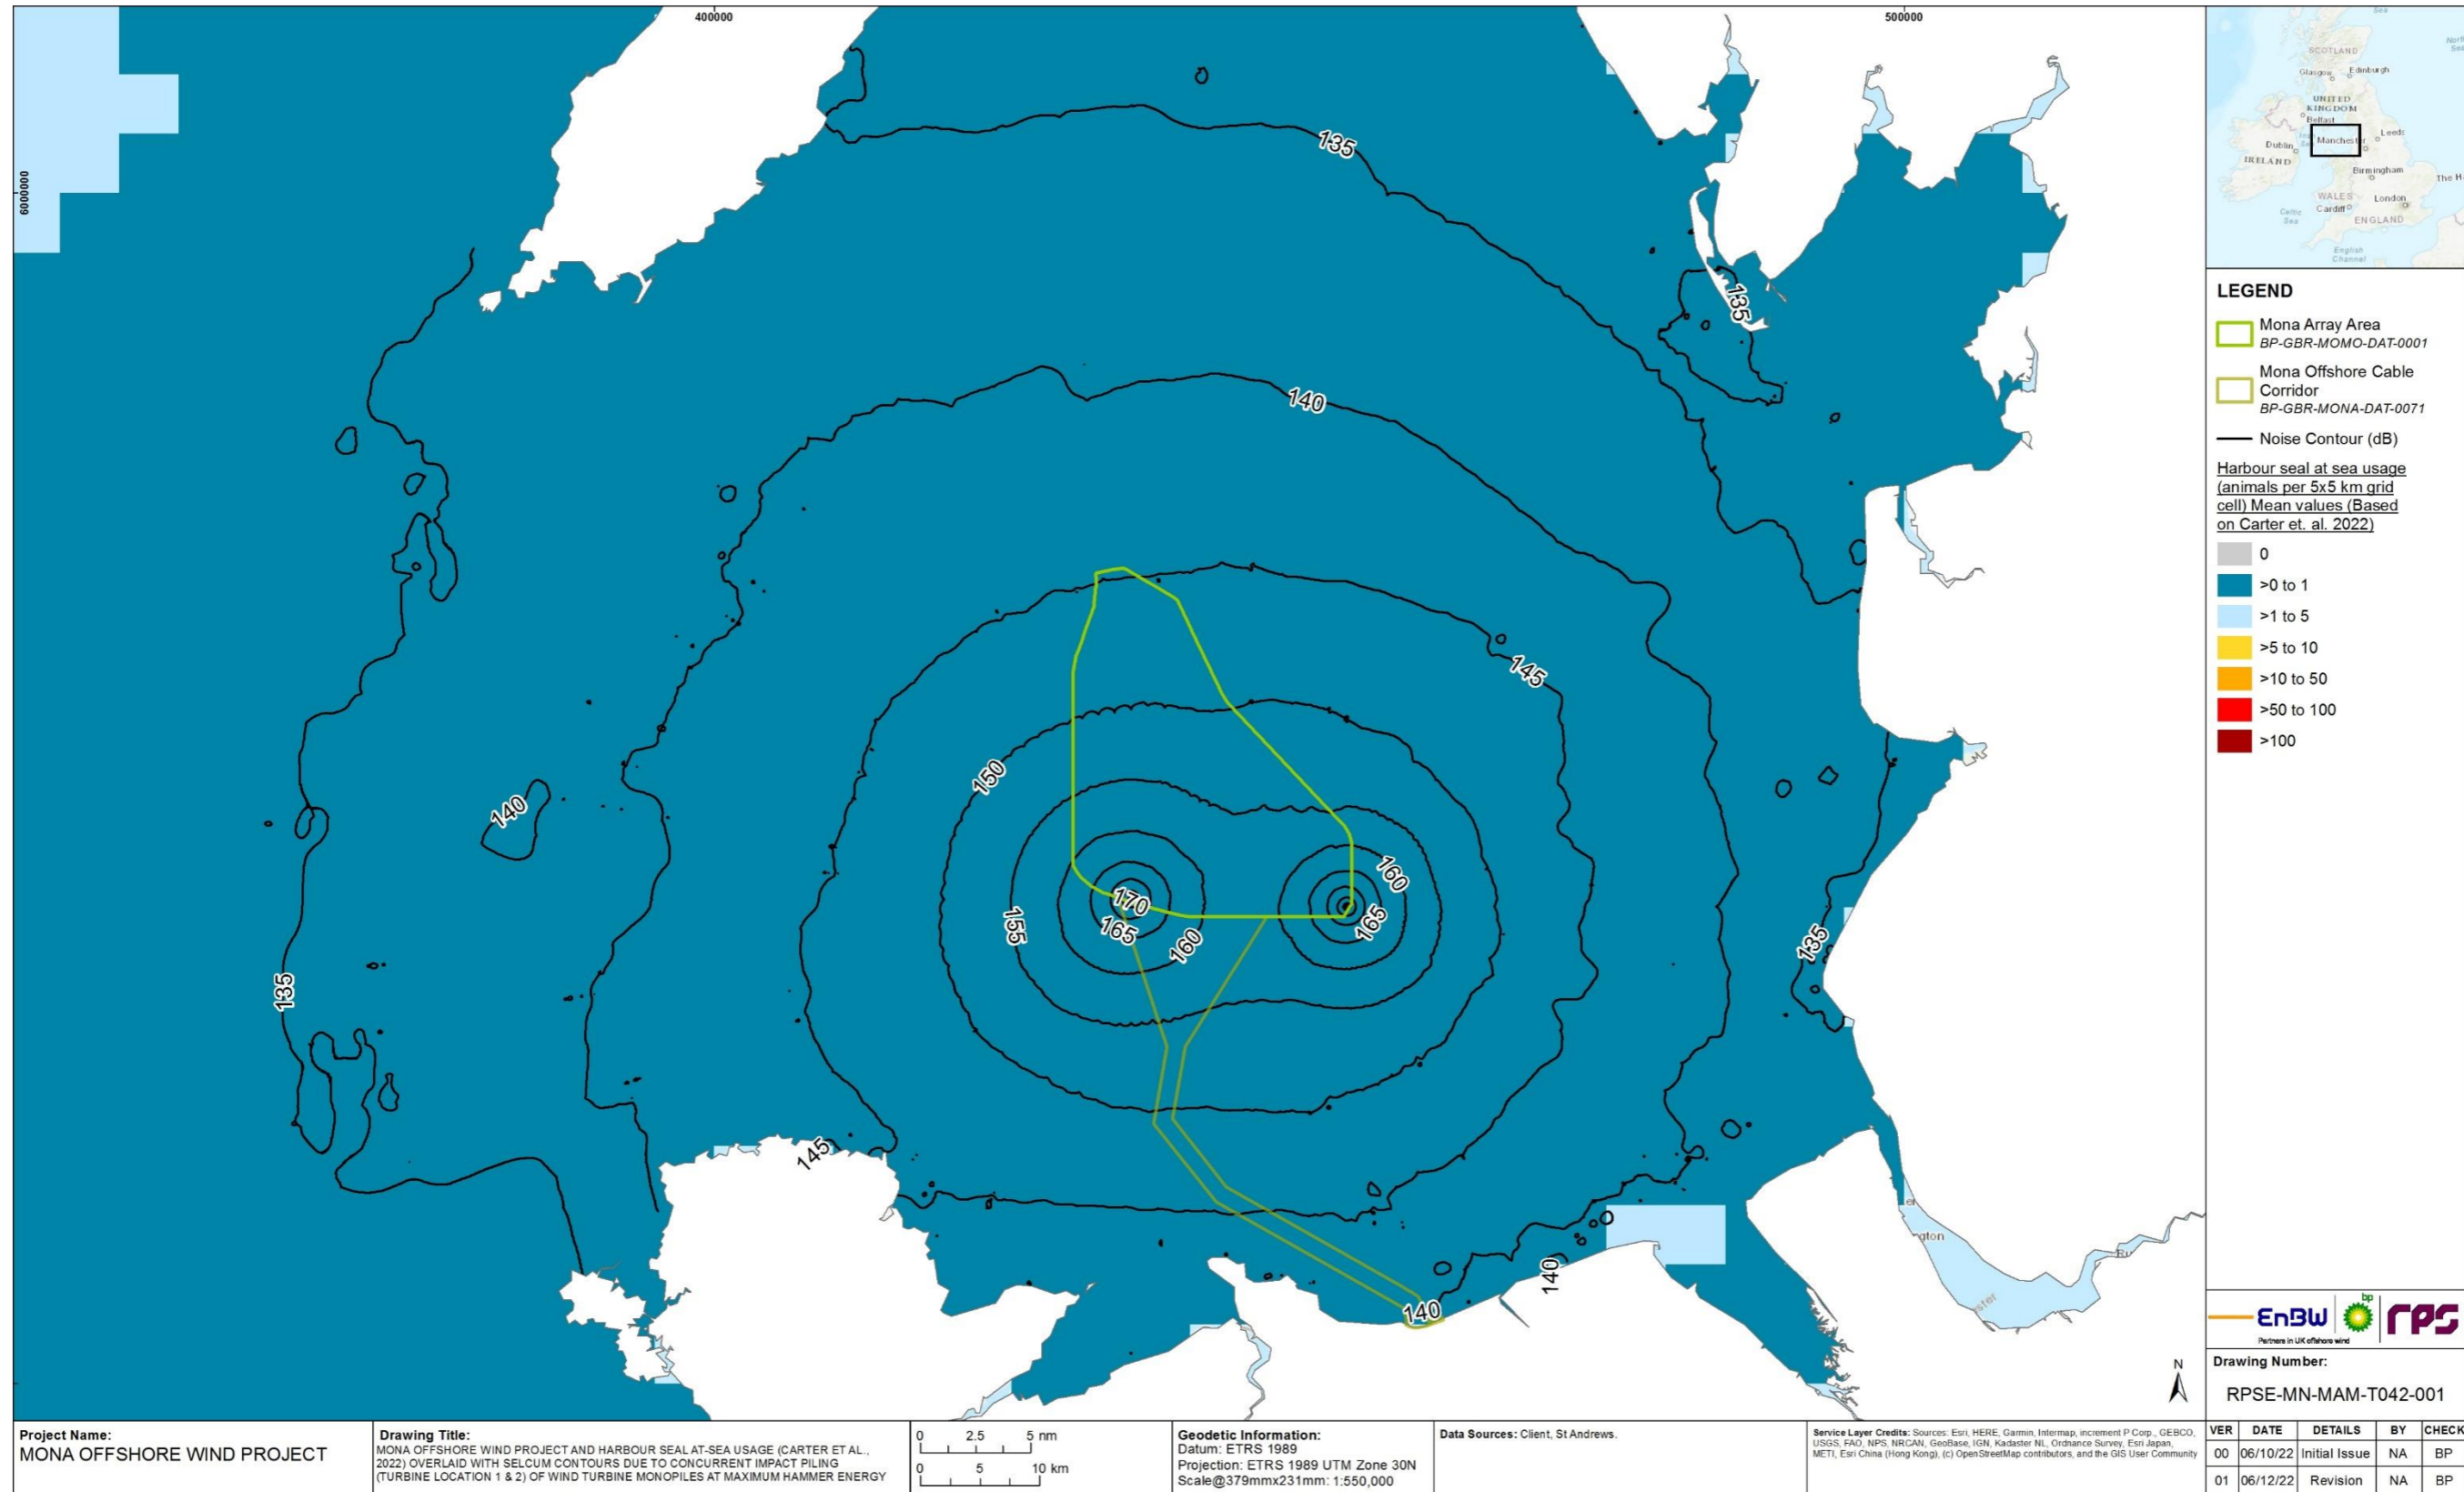 400000
500000
6000000
135
135
140
145
150
140
160
170
155
165
165
160
135
135
145
140
140
er
gton
ster
SCOTLAND
Glasgow
Edinburgh
UNITED
KINGDOM
Belfast
Leeds
Dublin
IRELAND
Birmingham
The H
WALES
London
Cardiff
Celtic
Sea
ENGLAND
English
Channel
LEGEND
Mona Array Area
BP-GBR-MOMO-DAT-0001
Mona Offshore Cable
Corridor
BP-GBR-MONA-DAT-0071
Noise Contour (dB)
Harbour seal at sea usage
(animals per 5x5 km grid
cell) Mean values (Based
on Carter et. al. 2022)
0
>0 to 1
>1 to 5
>5 to 10
>10 to 50
>50 to 100
>100
N
EnBW bp rps
Partners in UK offshore wind
Drawing Number:
RPSE-MN-MAM-T042-001
Project Name:
MONA OFFSHORE WIND PROJECT
Drawing Title:
MONA OFFSHORE WIND PROJECT AND HARBOUR SEAL AT-SEA USAGE (CARTER ET AL.,
2022) OVERLAID WITH SELCUM CONTOURS DUE TO CONCURRENT IMPACT PILING
(TURBINE LOCATION 1 & 2) OF WIND TURBINE MONOPILES AT MAXIMUM HAMMER ENERGY
0 2.5 5 nm
0 5 10 km
Geodetic Information:
Datum: ETRS 1989
Projection: ETRS 1989 UTM Zone 30N
Scale@379mmx231mm: 1:550,000
Data Sources: Client, St Andrews.
Service Layer Credits: Sources: Esri, HERE, Garmin, Intermap, increment P Corp., GEBCO,
USGS, FAO, NPS, NRCAN, GeoBase, IGN, Kadaster NL, Ordnance Survey, Esri Japan,
METI, Esri China (Hong Kong), (c) OpenStreetMap contributors, and the GIS User Community
VER DATE DETAILS BY CHECK
00 06/10/22 Initial Issue NA BP
01 06/12/22 Revision NA BP